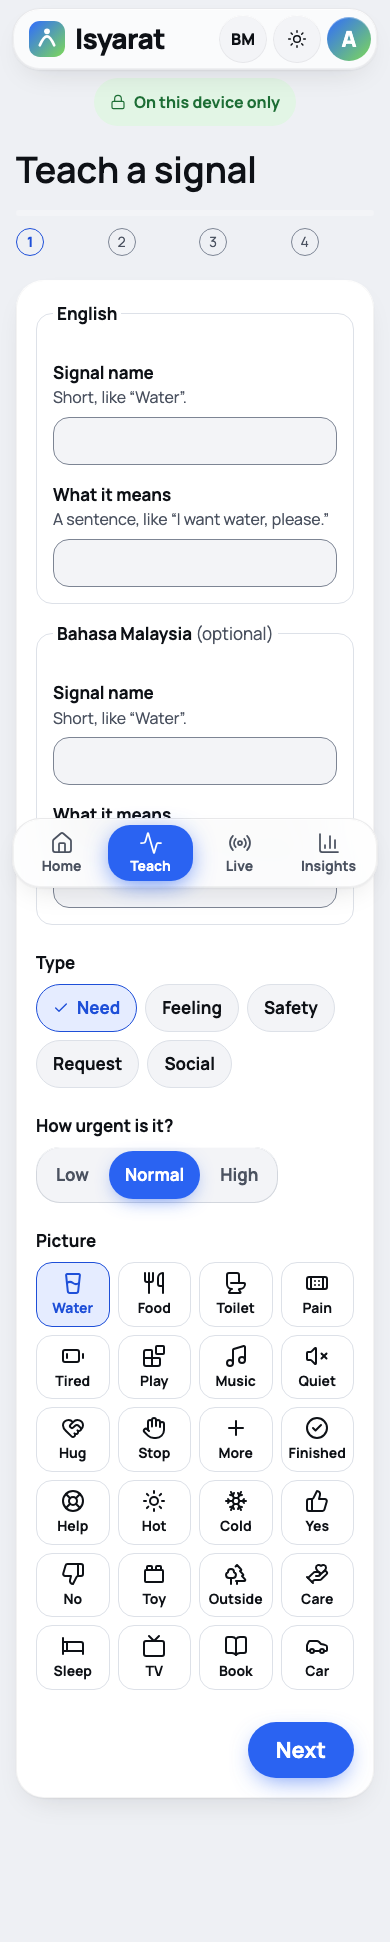 Isyarat
BM
A
On this device only
Teach a signal
1 2 3 4
English
Signal name
Short, like “Water”.
What it means
A sentence, like “I want water, please.”
Bahasa Malaysia (optional)
Signal name
Short, like “Water”.
What it means
Home Teach Live Insights
Type
Need Feeling Safety
Request Social
How urgent is it?
Low Normal High
Picture
Water Food Toilet Pain
Tired Play Music Quiet
Hug Stop More Finished
Help Hot Cold Yes
No Toy Outside Care
Sleep TV Book Car
Next